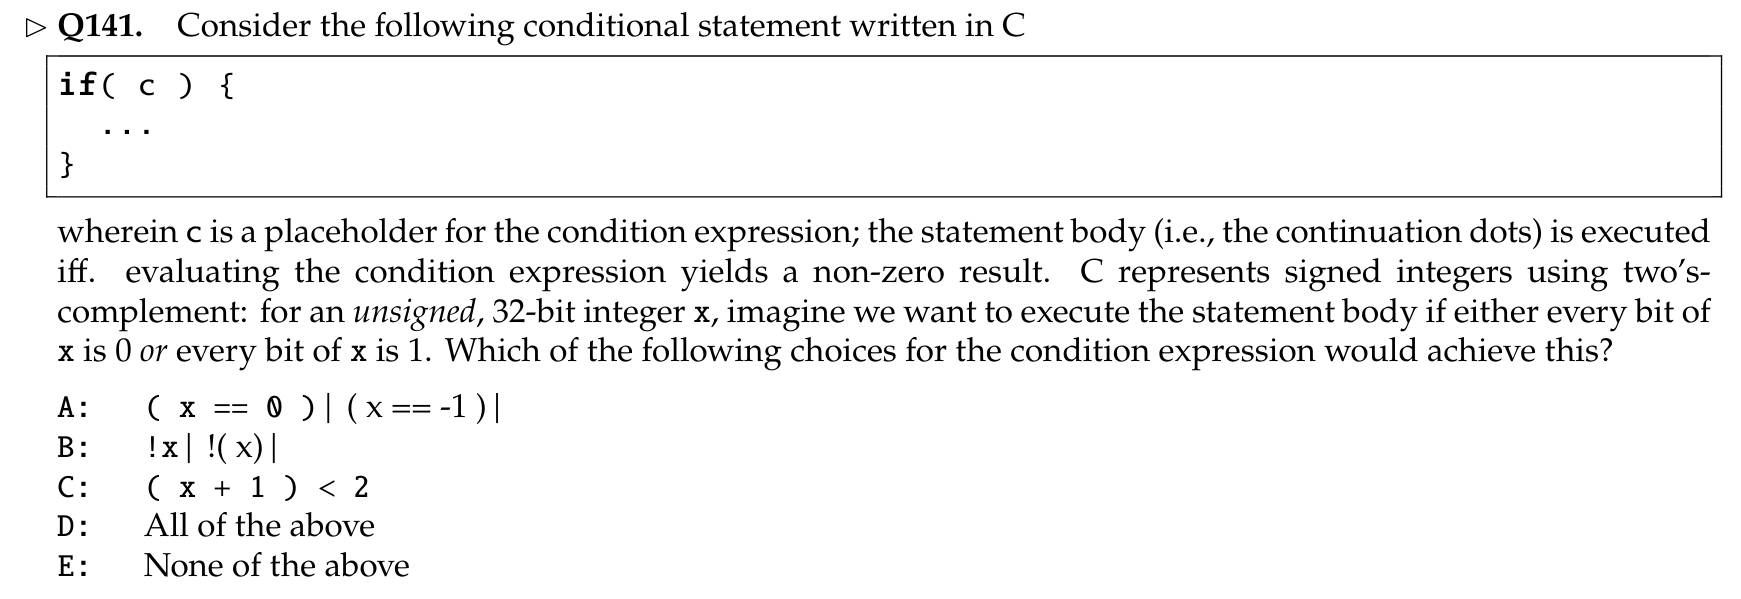 ▷ Q141. Consider the following conditional statement written in C
if( c ) {
...
}
wherein c is a placeholder for the condition expression; the statement body (i.e., the continuation dots) is executed
iff. evaluating the condition expression yields a non-zero result. C represents signed integers using two's-
complement: for an unsigned, 32-bit integer x, imagine we want to execute the statement body if either every bit of
x is 0 or every bit of x is 1. Which of the following choices for the condition expression would achieve this?
A: ( x == 0 )| ( x == -1 )|
B: !x| !( x)|
C: ( x + 1 ) < 2
D: All of the above
E: None of the above